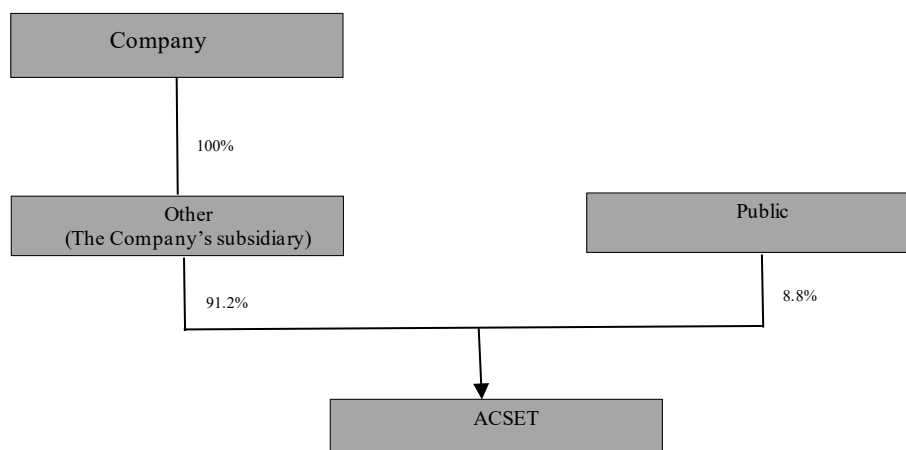 Company
100%
Other
(The Company’s subsidiary)
Public
91.2%
8.8%
ACSET